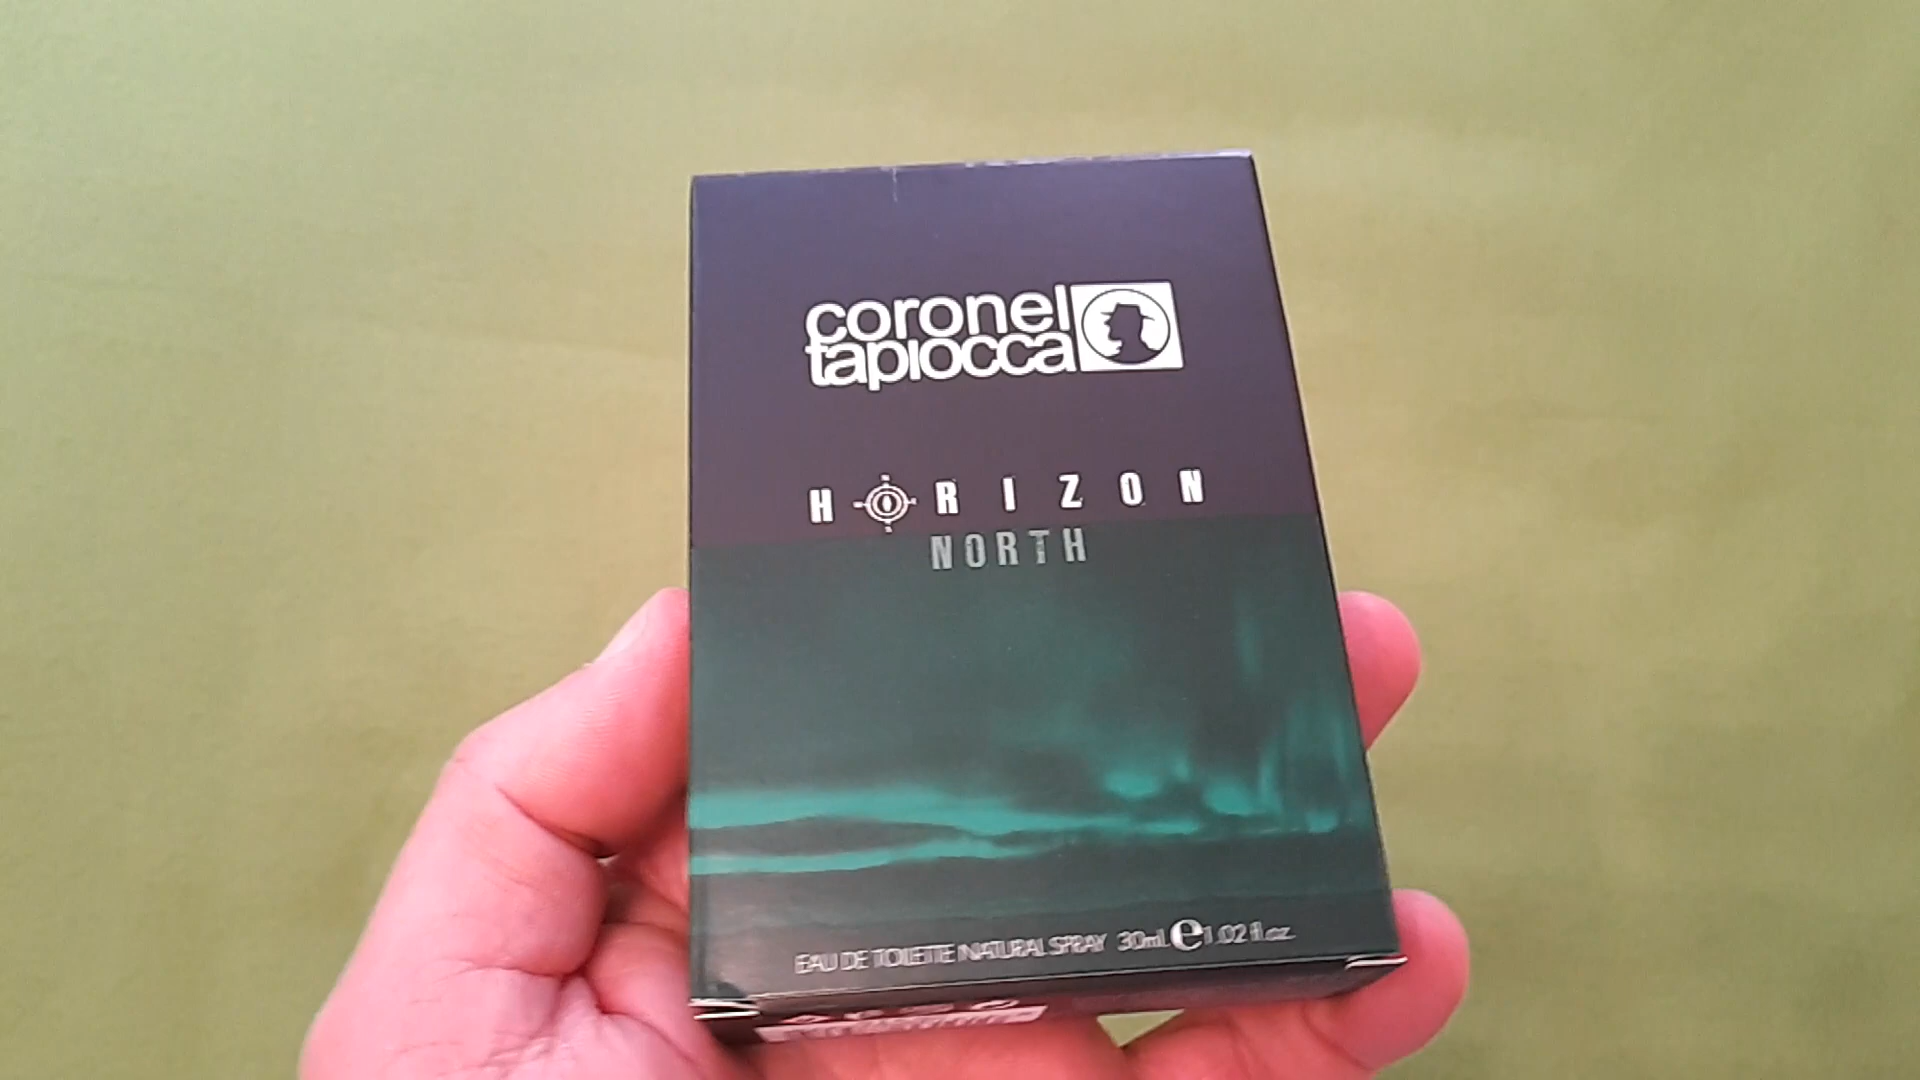 coronel
tapiocca
HORIZON
NORTH
EAU DE TOILETTE NATURAL SPRAY 30mL e 1.02 fl.oz.